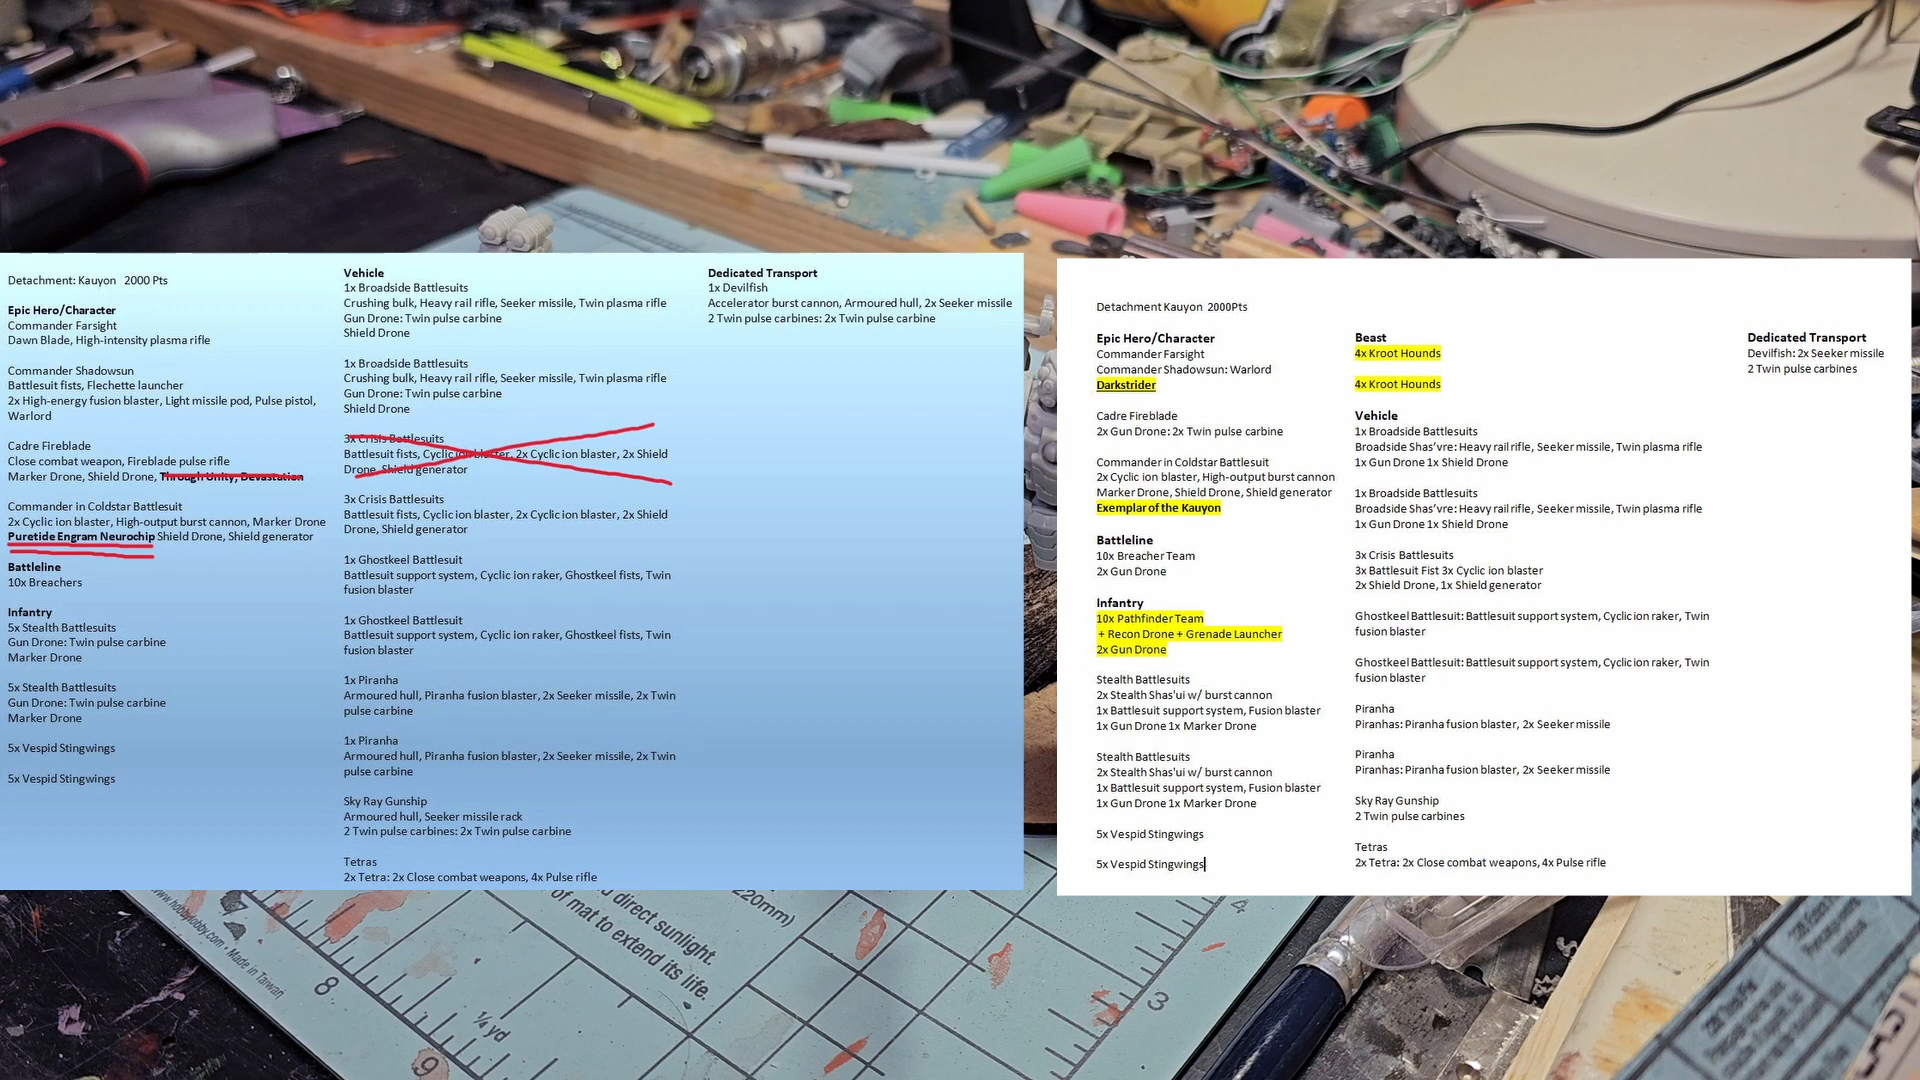 Detachment: Kauyon 2000 Pts
Epic Hero/Character
Commander Farsight
Dawn Blade, High-intensity plasma rifle
Commander Shadowsun
Battlesuit fists, Flechette launcher
2x High-energy fusion blaster, Light missile pod, Pulse pistol,
Warlord
Cadre Fireblade
Close combat weapon, Fireblade pulse rifle
Marker Drone, Shield Drone, Through Unity, Devastation
Commander in Coldstar Battlesuit
2x Cyclic ion blaster, High-output burst cannon, Marker Drone
Puretide Engram Neurochip Shield Drone, Shield generator
Battleline
10x Breachers
Infantry
5x Stealth Battlesuits
Gun Drone: Twin pulse carbine
Marker Drone
5x Stealth Battlesuits
Gun Drone: Twin pulse carbine
Marker Drone
5x Vespid Stingwings
5x Vespid Stingwings
Vehicle
1x Broadside Battlesuits
Crushing bulk, Heavy rail rifle, Seeker missile, Twin plasma rifle
Gun Drone: Twin pulse carbine
Shield Drone
1x Broadside Battlesuits
Crushing bulk, Heavy rail rifle, Seeker missile, Twin plasma rifle
Gun Drone: Twin pulse carbine
Shield Drone
3x Crisis Battlesuits
Battlesuit fists, Cyclic ion blaster, 2x Cyclic ion blaster, 2x Shield
Drone, Shield generator
3x Crisis Battlesuits
Battlesuit fists, Cyclic ion blaster, 2x Cyclic ion blaster, 2x Shield
Drone, Shield generator
1x Ghostkeel Battlesuit
Battlesuit support system, Cyclic ion raker, Ghostkeel fists, Twin
fusion blaster
1x Ghostkeel Battlesuit
Battlesuit support system, Cyclic ion raker, Ghostkeel fists, Twin
fusion blaster
1x Piranha
Armoured hull, Piranha fusion blaster, 2x Seeker missile, 2x Twin
pulse carbine
1x Piranha
Armoured hull, Piranha fusion blaster, 2x Seeker missile, 2x Twin
pulse carbine
Sky Ray Gunship
Armoured hull, Seeker missile rack
2 Twin pulse carbines: 2x Twin pulse carbine
Tetras
2x Tetra: 2x Close combat weapons, 4x Pulse rifle
Dedicated Transport
1x Devilfish
Accelerator burst cannon, Armoured hull, 2x Seeker missile
2 Twin pulse carbines: 2x Twin pulse carbine
Detachment Kauyon 2000Pts
Epic Hero/Character
Commander Farsight
Commander Shadowsun: Warlord
Darkstrider
Cadre Fireblade
2x Gun Drone: 2x Twin pulse carbine
Commander in Coldstar Battlesuit
2x Cyclic ion blaster, High-output burst cannon
Marker Drone, Shield Drone, Shield generator
Exemplar of the Kauyon
Battleline
10x Breacher Team
2x Gun Drone
Infantry
10x Pathfinder Team
+ Recon Drone + Grenade Launcher
2x Gun Drone
Stealth Battlesuits
2x Stealth Shas'ui w/ burst cannon
1x Battlesuit support system, Fusion blaster
1x Gun Drone 1x Marker Drone
Stealth Battlesuits
2x Stealth Shas'ui w/ burst cannon
1x Battlesuit support system, Fusion blaster
1x Gun Drone 1x Marker Drone
5x Vespid Stingwings
5x Vespid Stingwings
Beast
4x Kroot Hounds
4x Kroot Hounds
Vehicle
1x Broadside Battlesuits
Broadside Shas’vre: Heavy rail rifle, Seeker missile, Twin plasma rifle
1x Gun Drone 1x Shield Drone
1x Broadside Battlesuits
Broadside Shas’vre: Heavy rail rifle, Seeker missile, Twin plasma rifle
1x Gun Drone 1x Shield Drone
3x Crisis Battlesuits
3x Battlesuit Fist 3x Cyclic ion blaster
2x Shield Drone, 1x Shield generator
Ghostkeel Battlesuit: Battlesuit support system, Cyclic ion raker, Twin
fusion blaster
Ghostkeel Battlesuit: Battlesuit support system, Cyclic ion raker, Twin
fusion blaster
Piranha
Piranhas: Piranha fusion blaster, 2x Seeker missile
Piranha
Piranhas: Piranha fusion blaster, 2x Seeker missile
Sky Ray Gunship
2 Twin pulse carbines
Tetras
2x Tetra: 2x Close combat weapons, 4x Pulse rifle
Dedicated Transport
Devilfish: 2x Seeker missile
2 Twin pulse carbines
www.hobbylobby.com • Made in Taiwan
direct sunlight.
of mat to extend its life.
220mm)
8
9
¼ yd
3
4